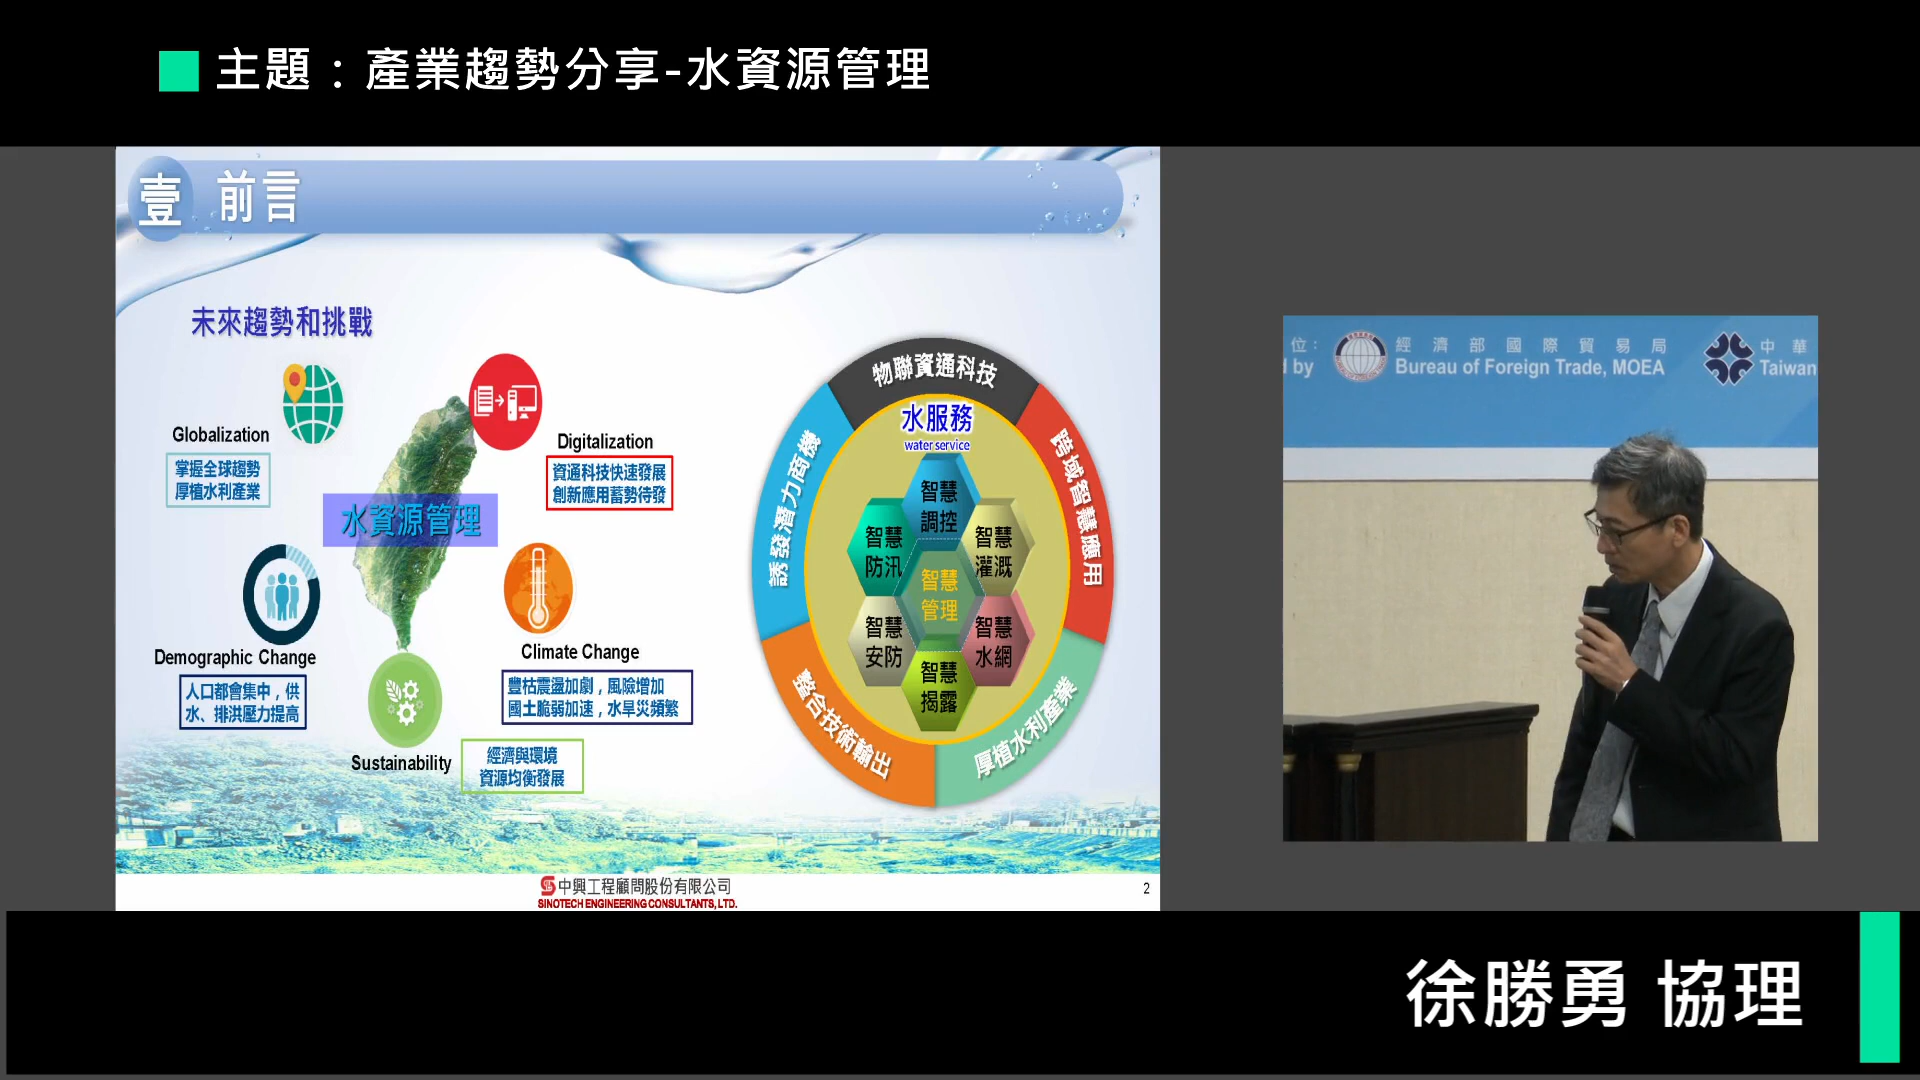 主題：產業趨勢分享-水資源管理
壹 前言
未來趨勢和挑戰
Globalization
掌握全球趨勢
厚植水利產業
Digitalization
資通科技快速發展
創新應用蓄勢待發
水資源管理
Demographic Change
人口都會集中，供
水、排洪壓力提高
Climate Change
豐枯震盪加劇，風險增加
國土脆弱加速，水旱災頻繁
Sustainability
經濟與環境
資源均衡發展
物聯資通科技
跨域智慧應用
厚植水利產業
整合技術輸出
誘發潛力商機
水服務
water service
智慧
調控
智慧
防汛
智慧
灌溉
智慧
管理
智慧
安防
智慧
水網
智慧
揭露
中興工程顧問股份有限公司
SINOTECH ENGINEERING CONSULTANTS, LTD.
2
位：
經濟部國際貿易局
中華
by
Bureau of Foreign Trade, MOEA
Taiwan
徐勝勇 協理